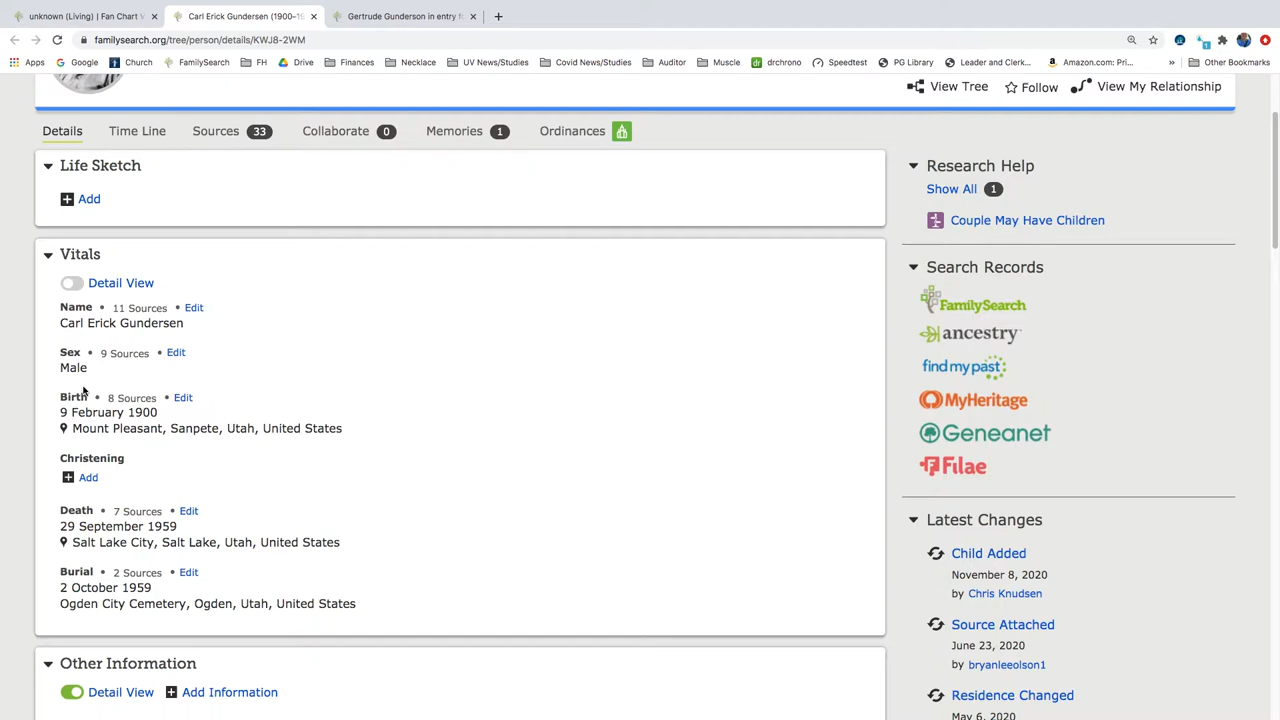 unknown (Living) | Fan Chart V
Carl Erick Gundersen (1900–19
Gertrude Gunderson in entry f
familysearch.org/tree/person/details/KWJ8-2WM
Apps Google Church FamilySearch FH Drive Finances Necklace UV News/Studies Covid News/Studies Auditor Muscle drchrono Speedtest PG Library Leader and Clerk... Amazon.com: Pri... » Other Bookmarks
View Tree Follow View My Relationship
Details Time Line Sources 33 Collaborate 0 Memories 1 Ordinances
Life Sketch
Add
Vitals
Detail View
Name • 11 Sources • Edit
Carl Erick Gundersen
Sex • 9 Sources • Edit
Male
Birth • 8 Sources • Edit
9 February 1900
Mount Pleasant, Sanpete, Utah, United States
Christening
Add
Death • 7 Sources • Edit
29 September 1959
Salt Lake City, Salt Lake, Utah, United States
Burial • 2 Sources • Edit
2 October 1959
Ogden City Cemetery, Ogden, Utah, United States
Other Information
Detail View Add Information
Research Help
Show All 1
Couple May Have Children
Search Records
FamilySearch
ancestry
findmypast
MyHeritage
Geneanet
Filae
Latest Changes
Child Added
November 8, 2020
by Chris Knudsen
Source Attached
June 23, 2020
by bryanleeolson1
Residence Changed
May 6, 2020